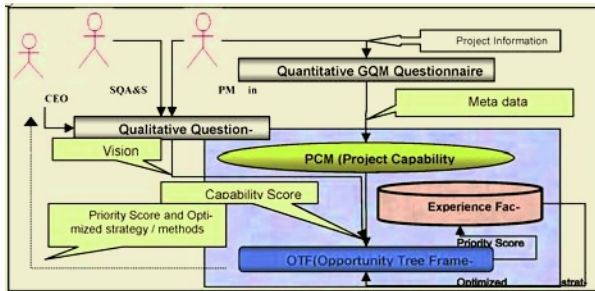 Project Information
Quantitative GQM Questionnaire
CEO
SQA&S
PM in
Meta data
Qualitative Question-
Vision
PCM (Project Capability
Capability Score
Experience Fac-
Priority Score and Opti-
mized strategy / methods
Priority Score
OTF(Opportunity Tree Frame-
Optimized strat-